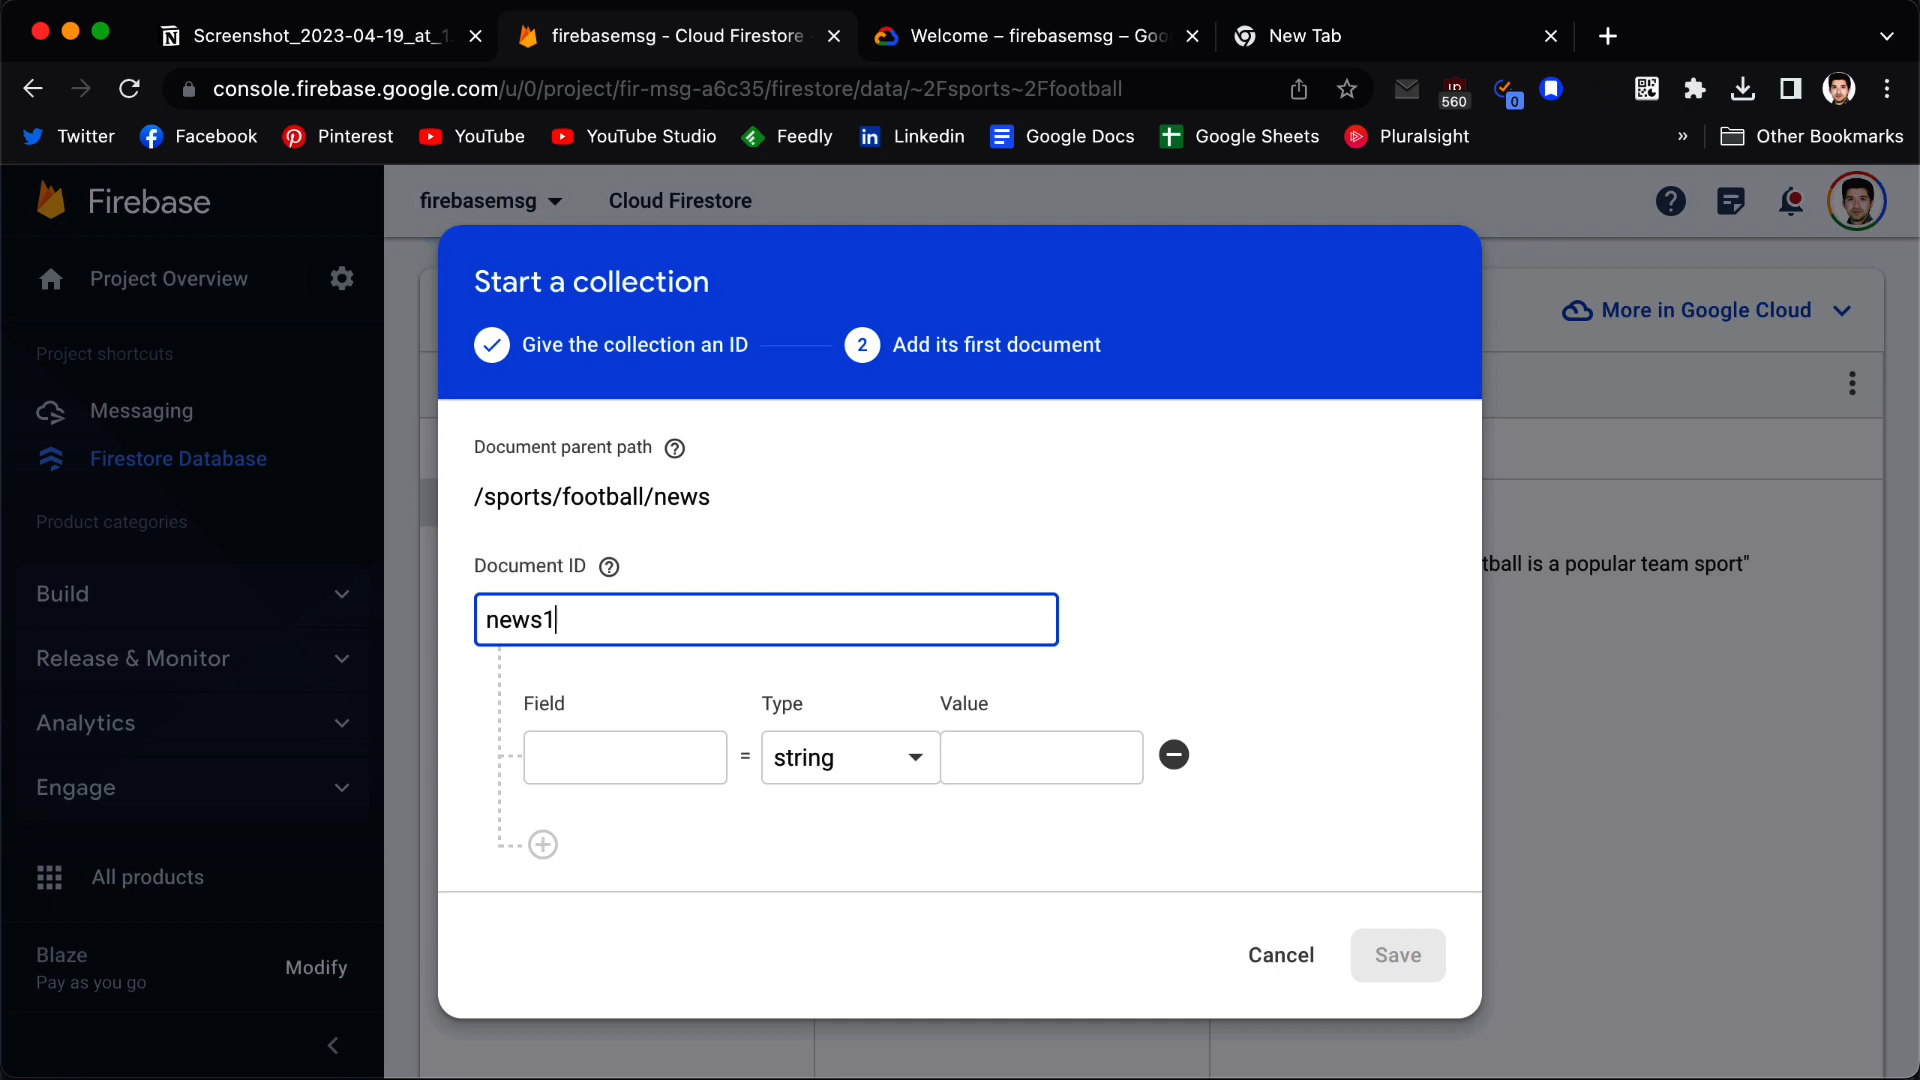 Screenshot_2023-04-19_at_1
firebasemsg - Cloud Firestore
Welcome – firebasemsg – Goo
New Tab
console.firebase.google.com/u/0/project/fir-msg-a6c35/firestore/data/~2Fsports~2Ffootball
560
0
Twitter
Facebook
Pinterest
YouTube
YouTube Studio
Feedly
Linkedin
Google Docs
Google Sheets
Pluralsight
»
Other Bookmarks
Firebase
firebasemsg
Cloud Firestore
Project Overview
Project shortcuts
Messaging
Firestore Database
Product categories
Build
Release & Monitor
Analytics
Engage
All products
Blaze
Pay as you go
Modify
More in Google Cloud
tball is a popular team sport"
Start a collection
Give the collection an ID
2 Add its first document
Document parent path
/sports/football/news
Document ID
news1
Field Type Value
= string
Cancel Save